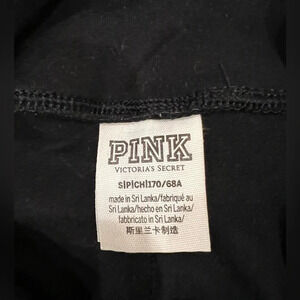 PINK
VICTORIA'S SECRET
S|P|CH|170/68A
made in Sri Lanka/fabriqué au
Sri Lanka/hecho en Sri Lanka/
fabbricato in Sri Lanka/
斯里兰卡制造